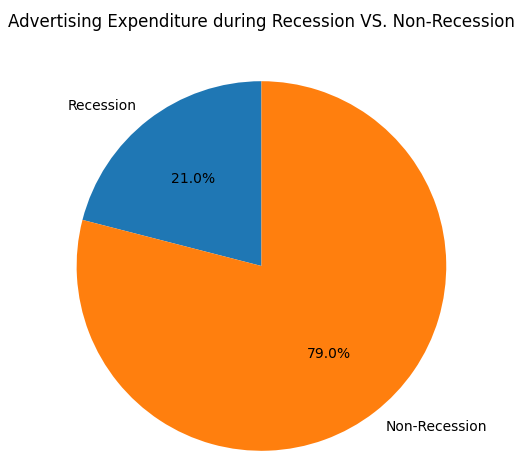 Advertising Expenditure during Recession VS. Non-Recession
Recession
21.0%
79.0%
Non-Recession